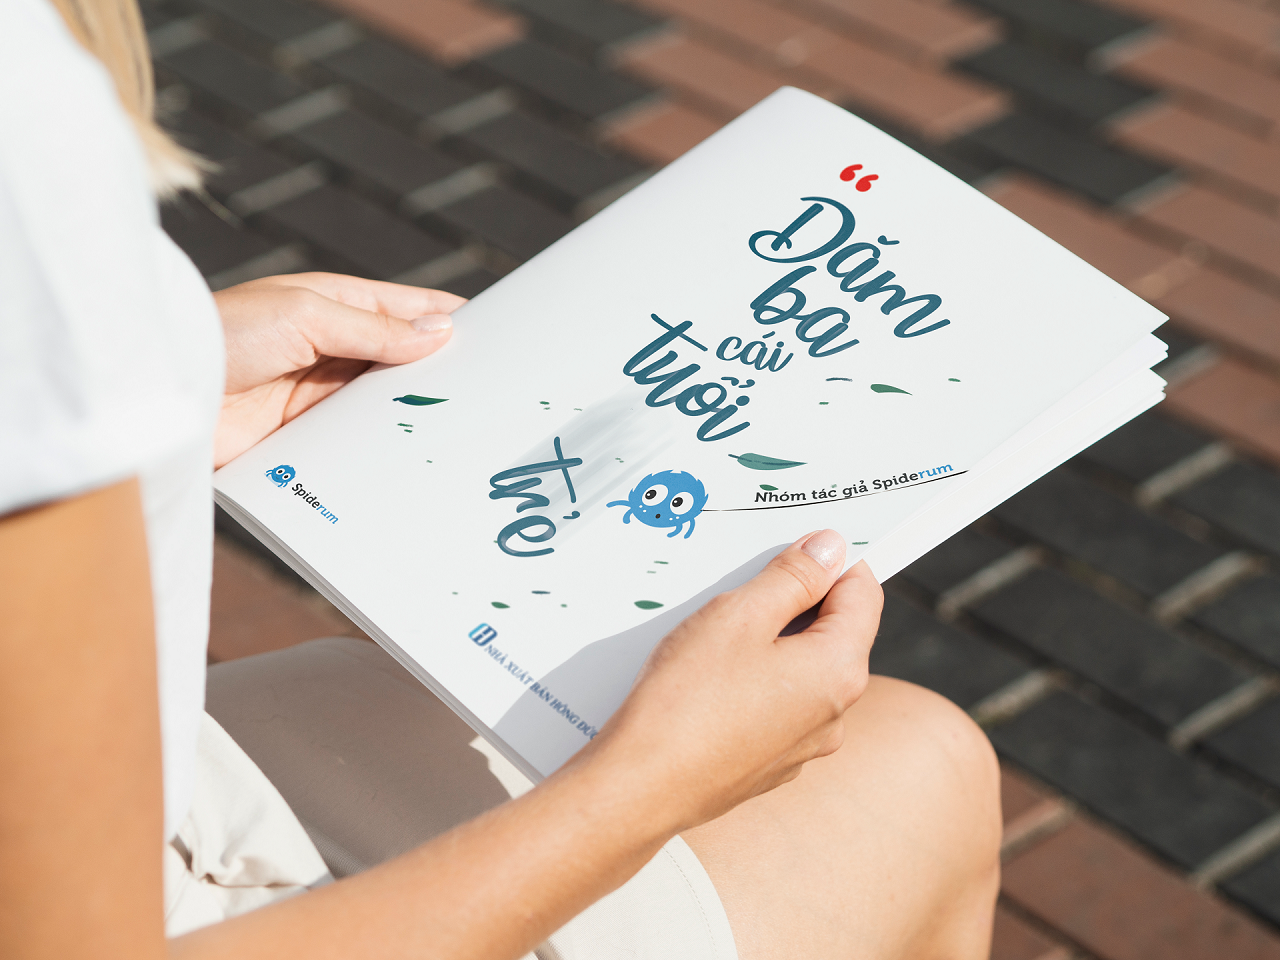 “
Dăm
ba
cái
tuổi
trẻ
Nhóm tác giả Spiderum
Spiderum
NHÀ XUẤT BẢN HỒNG ĐỨC